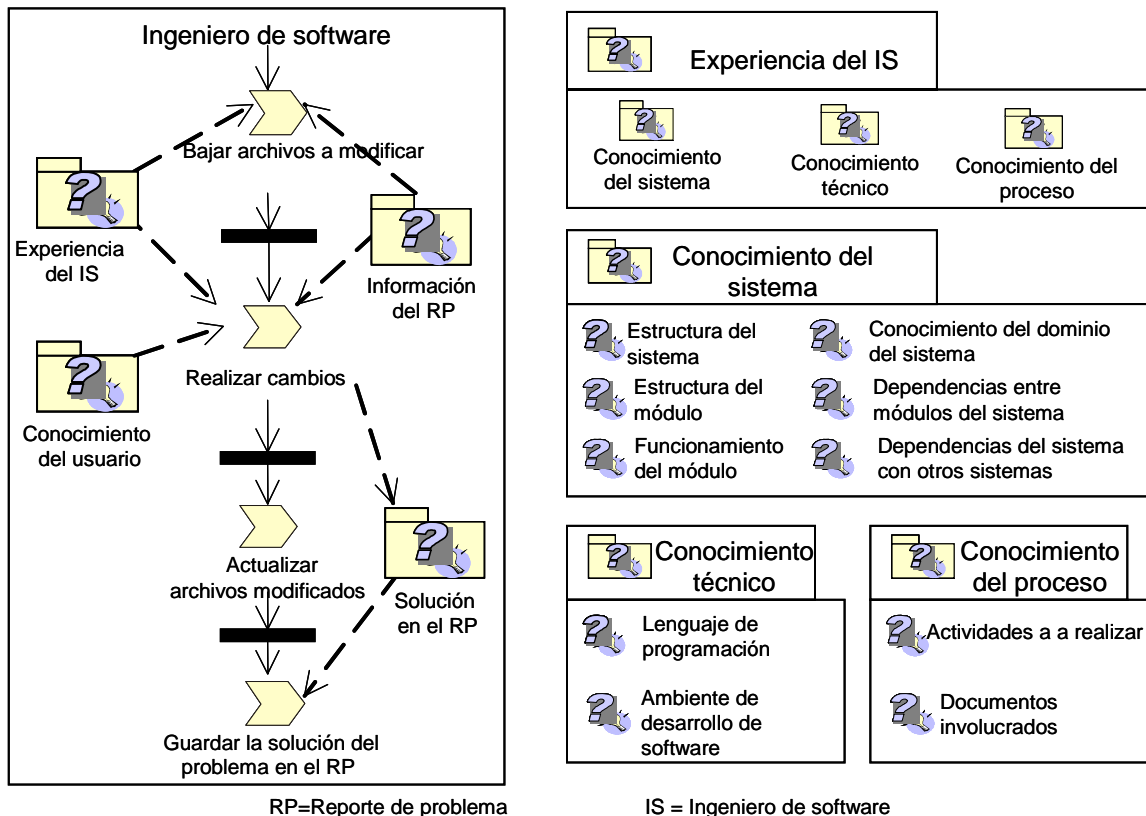 Ingeniero de software
Bajar archivos a modificar
Experiencia
del IS
Información
del RP
Realizar cambios
Conocimiento
del usuario
Actualizar
archivos modificados
Solución
en el RP
Guardar la solución del
problema en el RP
Experiencia del IS
Conocimiento
del sistema
Conocimiento
técnico
Conocimiento del
proceso
Conocimiento del
sistema
Estructura del
sistema
Conocimiento del dominio
del sistema
Estructura del
módulo
Dependencias entre
módulos del sistema
Funcionamiento
del módulo
Dependencias del sistema
con otros sistemas
Conocimiento
técnico
Lenguaje de
programación
Ambiente de
desarrollo de
software
Conocimiento
del proceso
Actividades a a realizar
Documentos
involucrados
RP=Reporte de problema
IS = Ingeniero de software